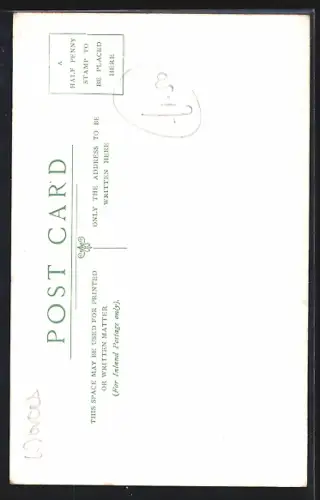 POST CARD
A
HALF PENNY
STAMP TO
BE PLACED
HERE
THIS SPACE MAY BE USED FOR PRINTED
OR WRITTEN MATTER
(For Inland Postage only).
ONLY THE ADDRESS TO BE
WRITTEN HERE